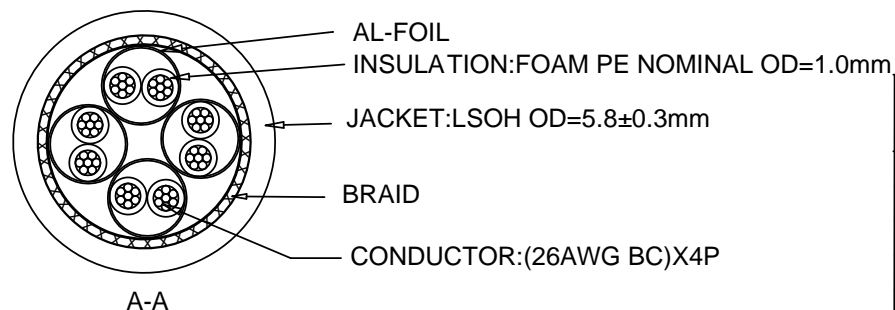 AL-FOIL
INSULATION:FOAM PE NOMINAL OD=1.0mm
JACKET:LSOH OD=5.8±0.3mm
BRAID
CONDUCTOR:(26AWG BC)X4P
A-A